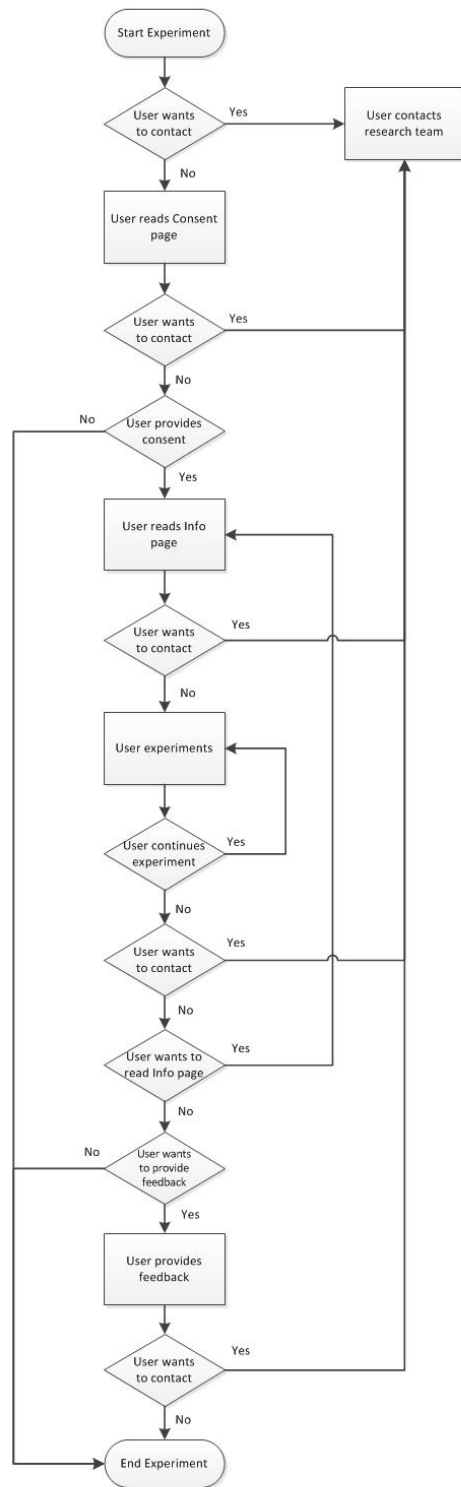 Start Experiment
User wants
to contact
Yes
User contacts
research team
No
User reads Consent
page
User wants
to contact
Yes
No
No
User provides
consent
Yes
User reads Info
page
User wants
to contact
Yes
No
User experiments
User continues
experiment
Yes
No
User wants
to contact
Yes
No
User wants to
read Info page
Yes
No
No
User wants
to provide
feedback
Yes
User provides
feedback
User wants
to contact
Yes
No
End Experiment